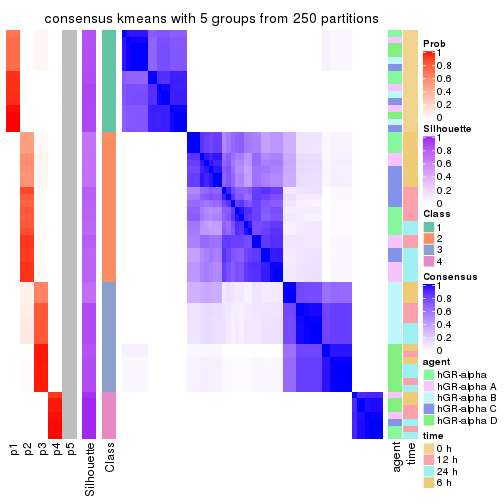 consensus kmeans with 5 groups from 250 partitions
Prob
1
0.8
0.6
0.4
0.2
0
Silhouette
1
0.8
0.6
0.4
0.2
0
Class
1
2
3
4
Consensus
1
0.8
0.6
0.4
0.2
0
agent
hGR-alpha
hGR-alpha A
hGR-alpha B
hGR-alpha C
hGR-alpha D
time
0 h
12 h
24 h
6 h
p1
p2
p3
p4
p5
Silhouette
Class
agent
time